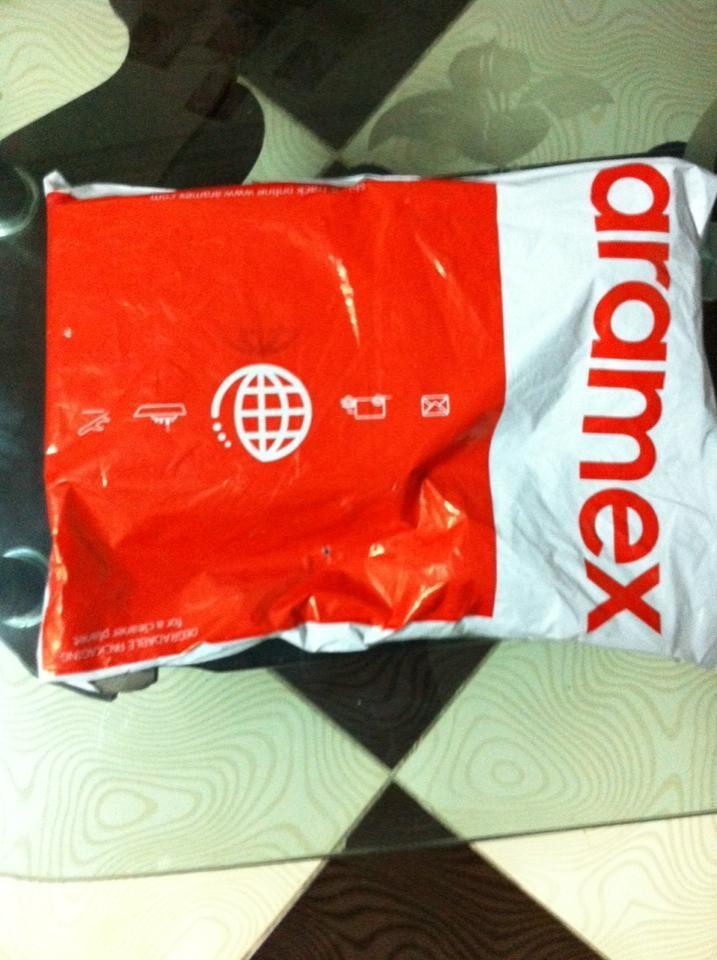 aramex
track online www.aramex.com
DEGRADABLE PACKAGING
for a cleaner planet.